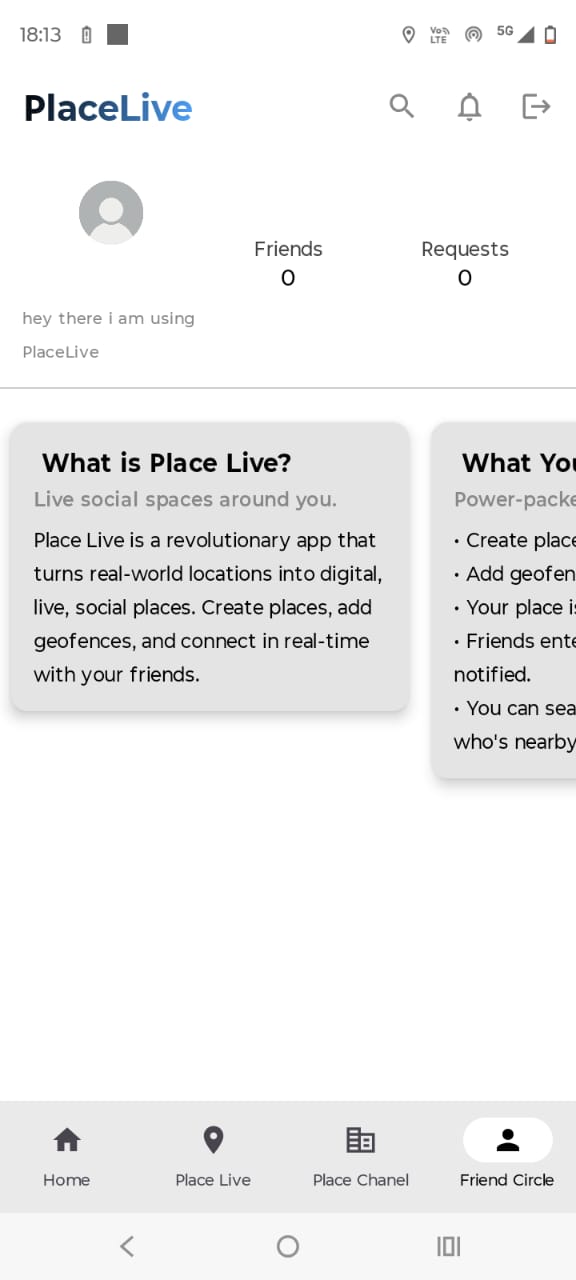 18:13
Vo LTE
5G
PlaceLive
Friends
Requests
0
0
hey there i am using
PlaceLive
What is Place Live?
Live social spaces around you.
Place Live is a revolutionary app that
turns real-world locations into digital,
live, social places. Create places, add
geofences, and connect in real-time
with your friends.
What You
Power-packe
• Create place
• Add geofen
• Your place is
• Friends ente
notified.
• You can sea
who's nearby
Home
Place Live
Place Chanel
Friend Circle